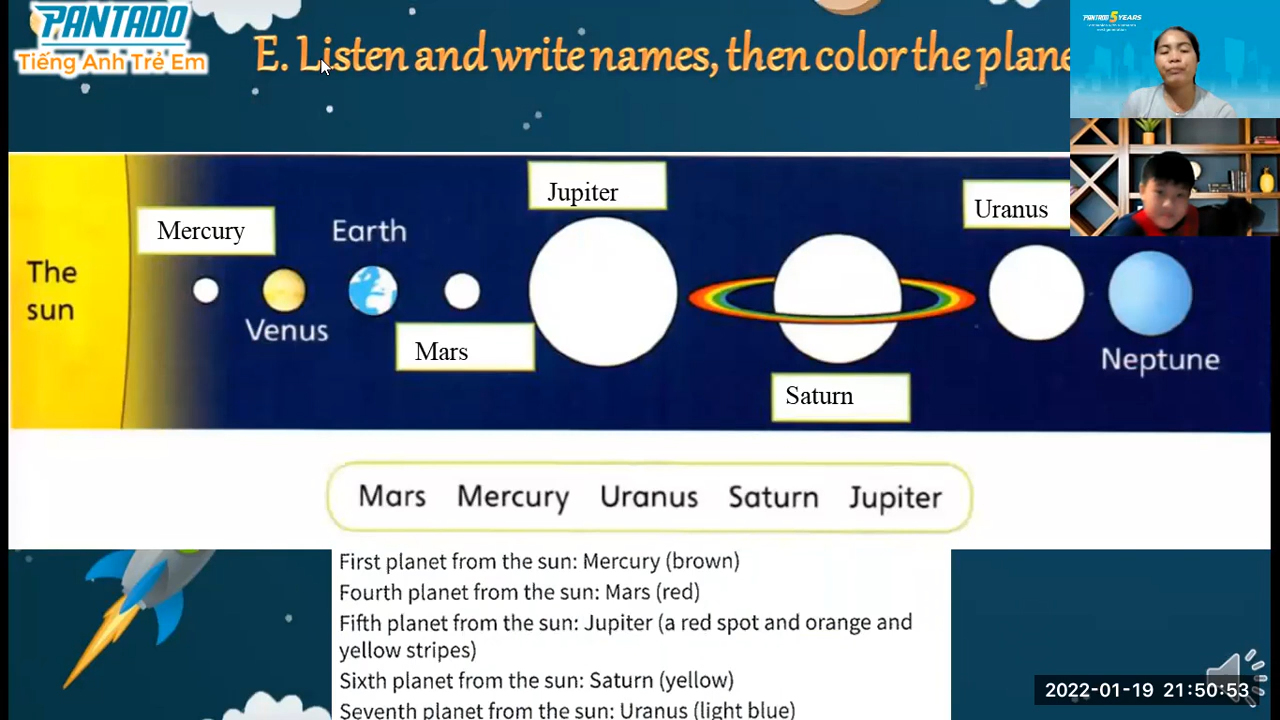 PANTADO
Tiếng Anh Trẻ Em
E. Listen and write names, then color the plane
PANTADO 5 YEARS
The
sun
Mercury
Venus
Earth
Mars
Jupiter
Saturn
Uranus
Neptune
Mars Mercury Uranus Saturn Jupiter
First planet from the sun: Mercury (brown)
Fourth planet from the sun: Mars (red)
Fifth planet from the sun: Jupiter (a red spot and orange and
yellow stripes)
Sixth planet from the sun: Saturn (yellow)
Seventh planet from the sun: Uranus (light blue)
2022-01-19 21:50:53